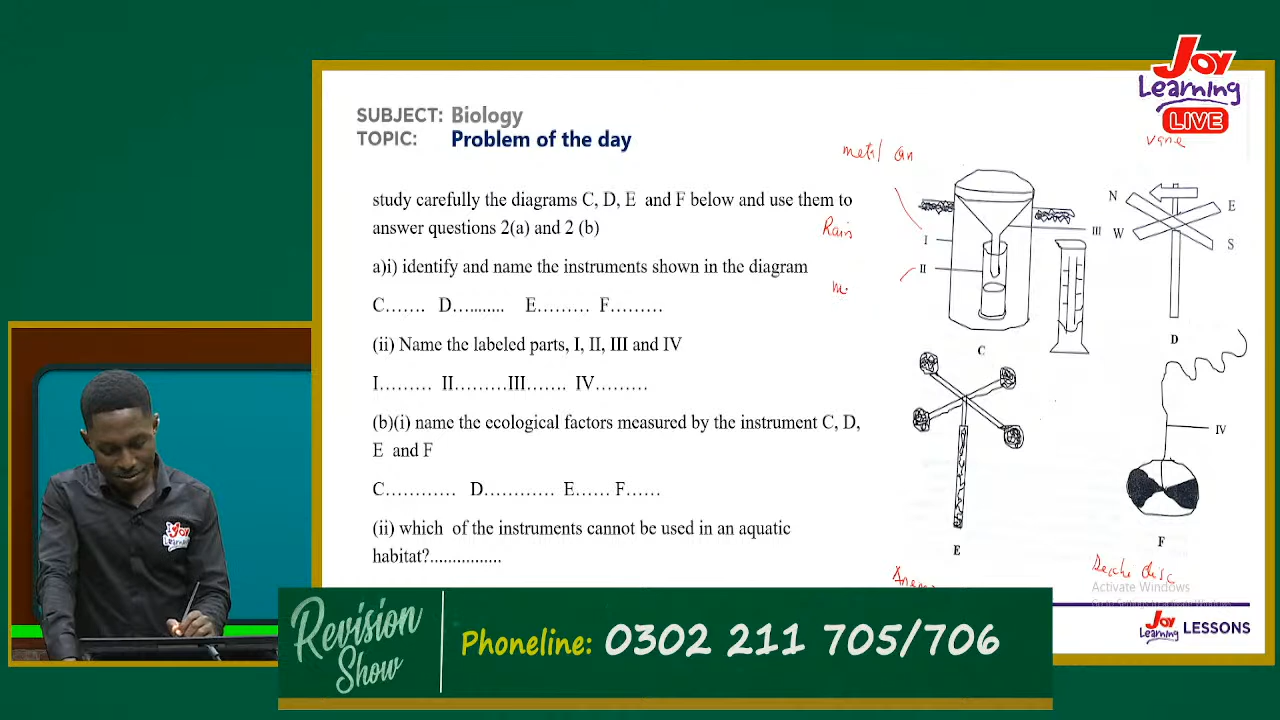 Joy
Learning
LIVE
SUBJECT: Biology
TOPIC: Problem of the day
study carefully the diagrams C, D, E and F below and use them to
answer questions 2(a) and 2 (b)
a)i) identify and name the instruments shown in the diagram
C....... D........... E......... F.........
(ii) Name the labeled parts, I, II, III and IV
I......... II.........III....... IV.........
(b)(i) name the ecological factors measured by the instrument C, D,
E and F
C............ D............ E...... F......
(ii) which of the instruments cannot be used in an aquatic
habitat?...............
vane
Rain
I
II
III
C
N
E
W
S
D
E
IV
F
Activate Windows
Joy
Learning LESSONS
Revision
Show
Phoneline: 0302 211 705/706